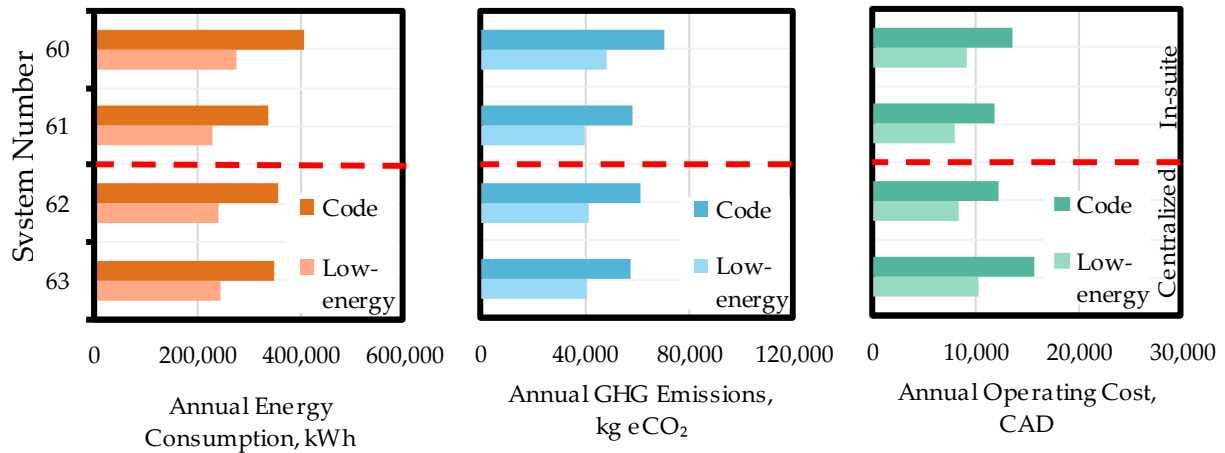 System Number
60
61
62
63
Code
Low-
energy
0
200,000
400,000
600,000
Annual Energy
Consumption, kWh
Code
Low-
energy
0
40,000
80,000
120,000
Annual GHG Emissions,
kg eCO₂
In-suite
Centralized
Code
Low-
energy
0
10,000
20,000
30,000
Annual Operating Cost,
CAD